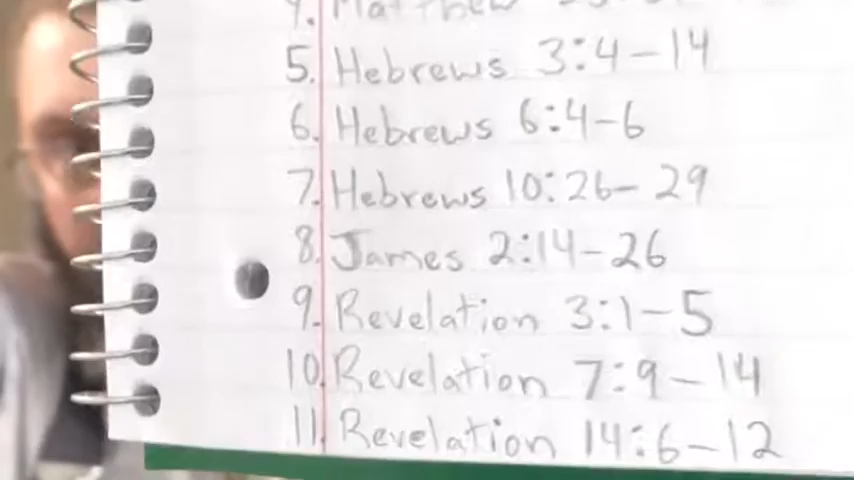 Matthew
5. Hebrews 3:4-14
6. Hebrews 6:4-6
7. Hebrews 10:26-29
8. James 2:14-26
9. Revelation 3:1-5
10. Revelation 7:9-14
11. Revelation 14:6-12